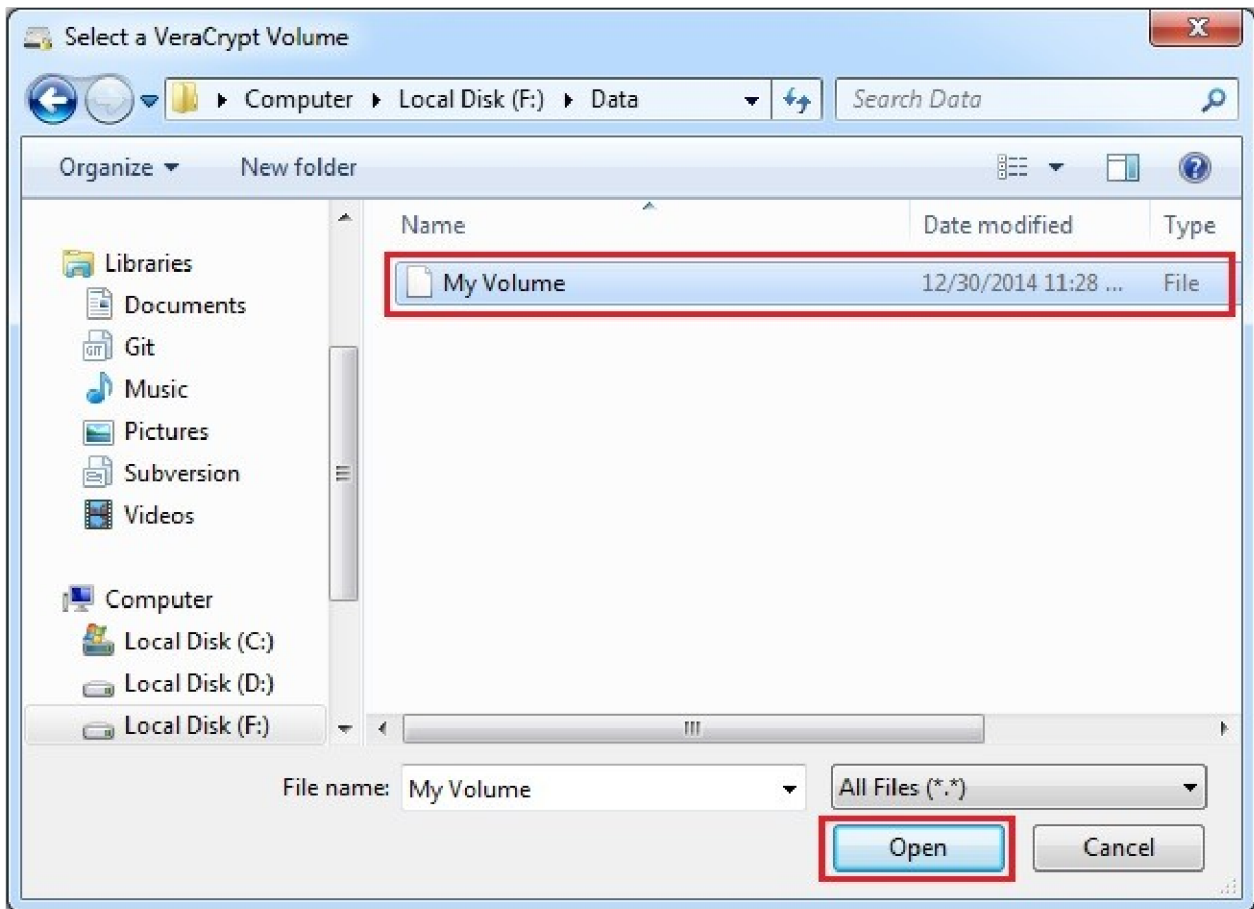 Select a VeraCrypt Volume
Computer Local Disk (F:) Data Search Data
Organize New folder
Name Date modified Type
My Volume 12/30/2014 11:28 ... File
Libraries
Documents
GIT Git
Music
Pictures
Subversion
Videos
Computer
Local Disk (C:)
Local Disk (D:)
Local Disk (F:)
File name: My Volume All Files (*.*)
Open Cancel